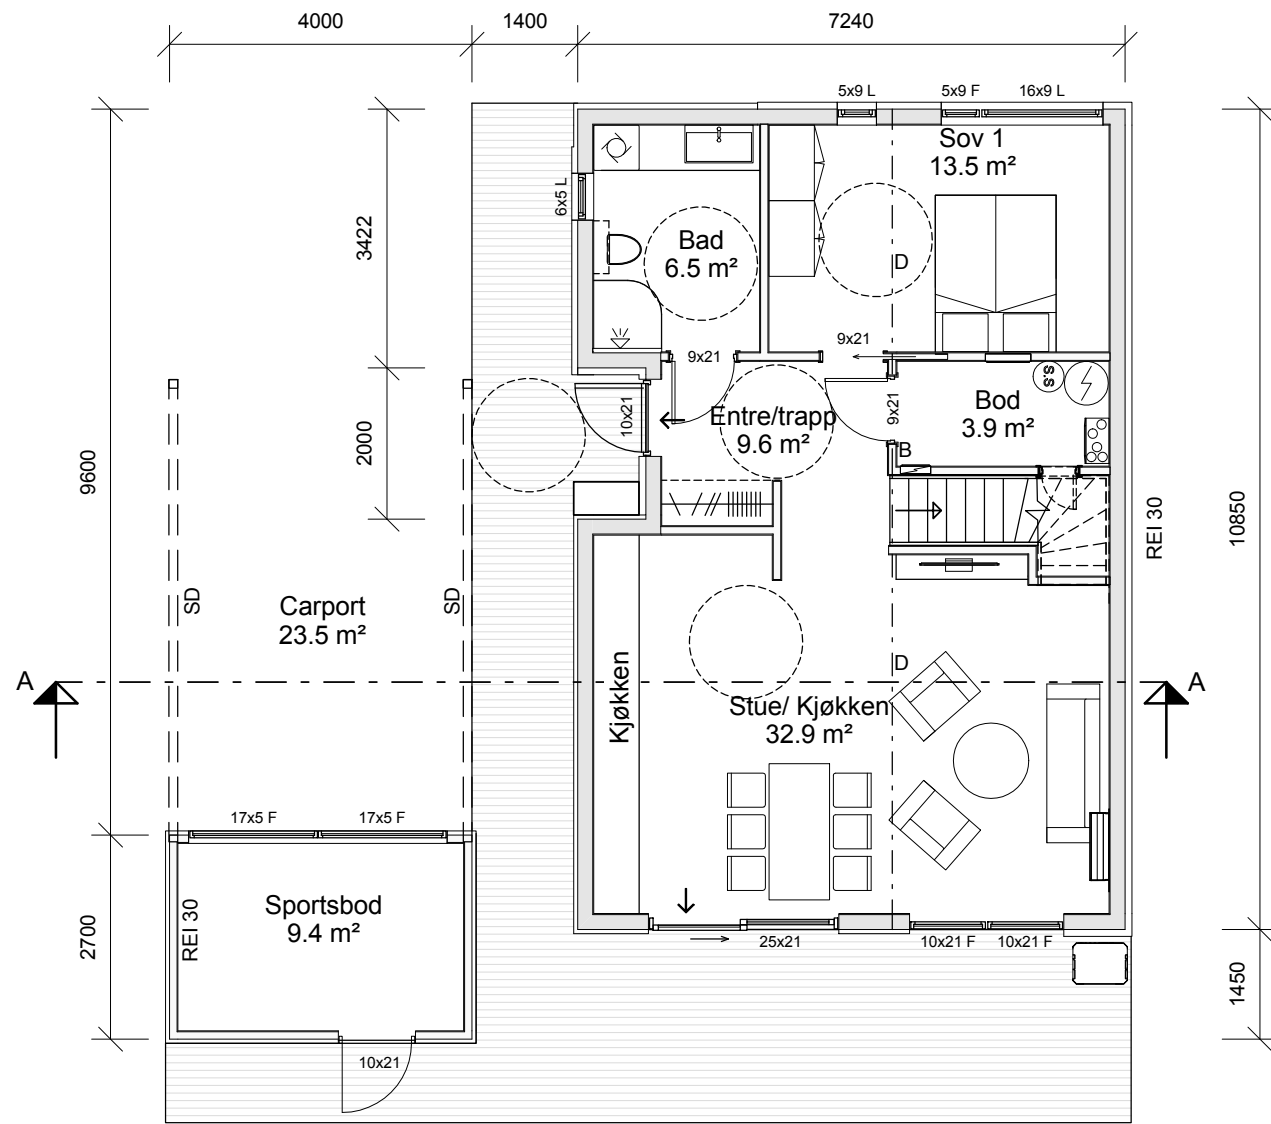 4000
1400
7240
5x9 L
5x9 F
16x9 L
Sov 1
13.5 m²
6x5 L
3422
Bad
6.5 m²
D
9x21
9x21
S.S
10x21
9x21
Bod
3.9 m²
Entre/trapp
9.6 m²
B
2000
9600
10850
REI 30
SD
SD
Carport
23.5 m²
Kjøkken
D
A
A
Stue/ Kjøkken
32.9 m²
17x5 F
17x5 F
Sportsbod
9.4 m²
REI 30
2700
25x21
10x21 F
10x21 F
1450
10x21